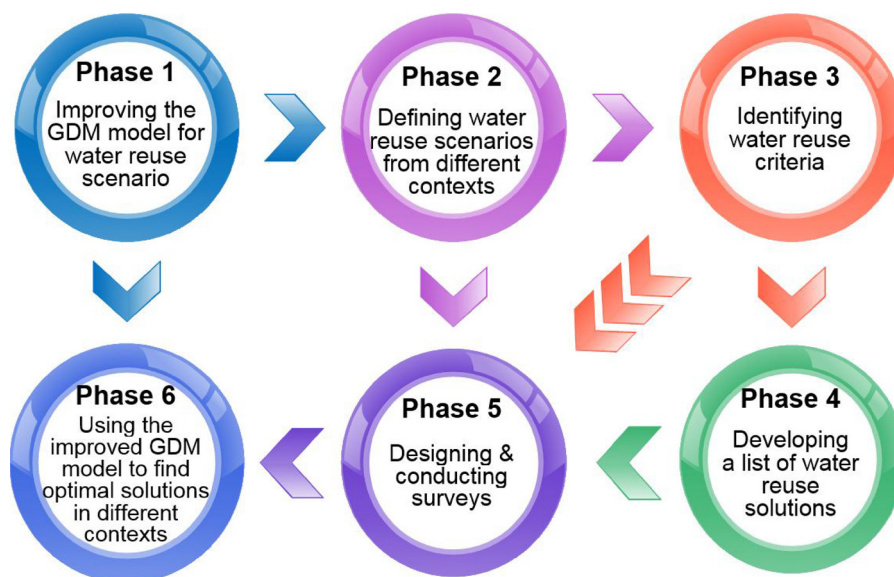 Phase 1
Improving the
GDM model for
water reuse
scenario
Phase 2
Defining water
reuse scenarios
from different
contexts
Phase 3
Identifying
water reuse
criteria
Phase 6
Using the
improved GDM
model to find
optimal solutions
in different
contexts
Phase 5
Designing &
conducting
surveys
Phase 4
Developing
a list of water
reuse
solutions